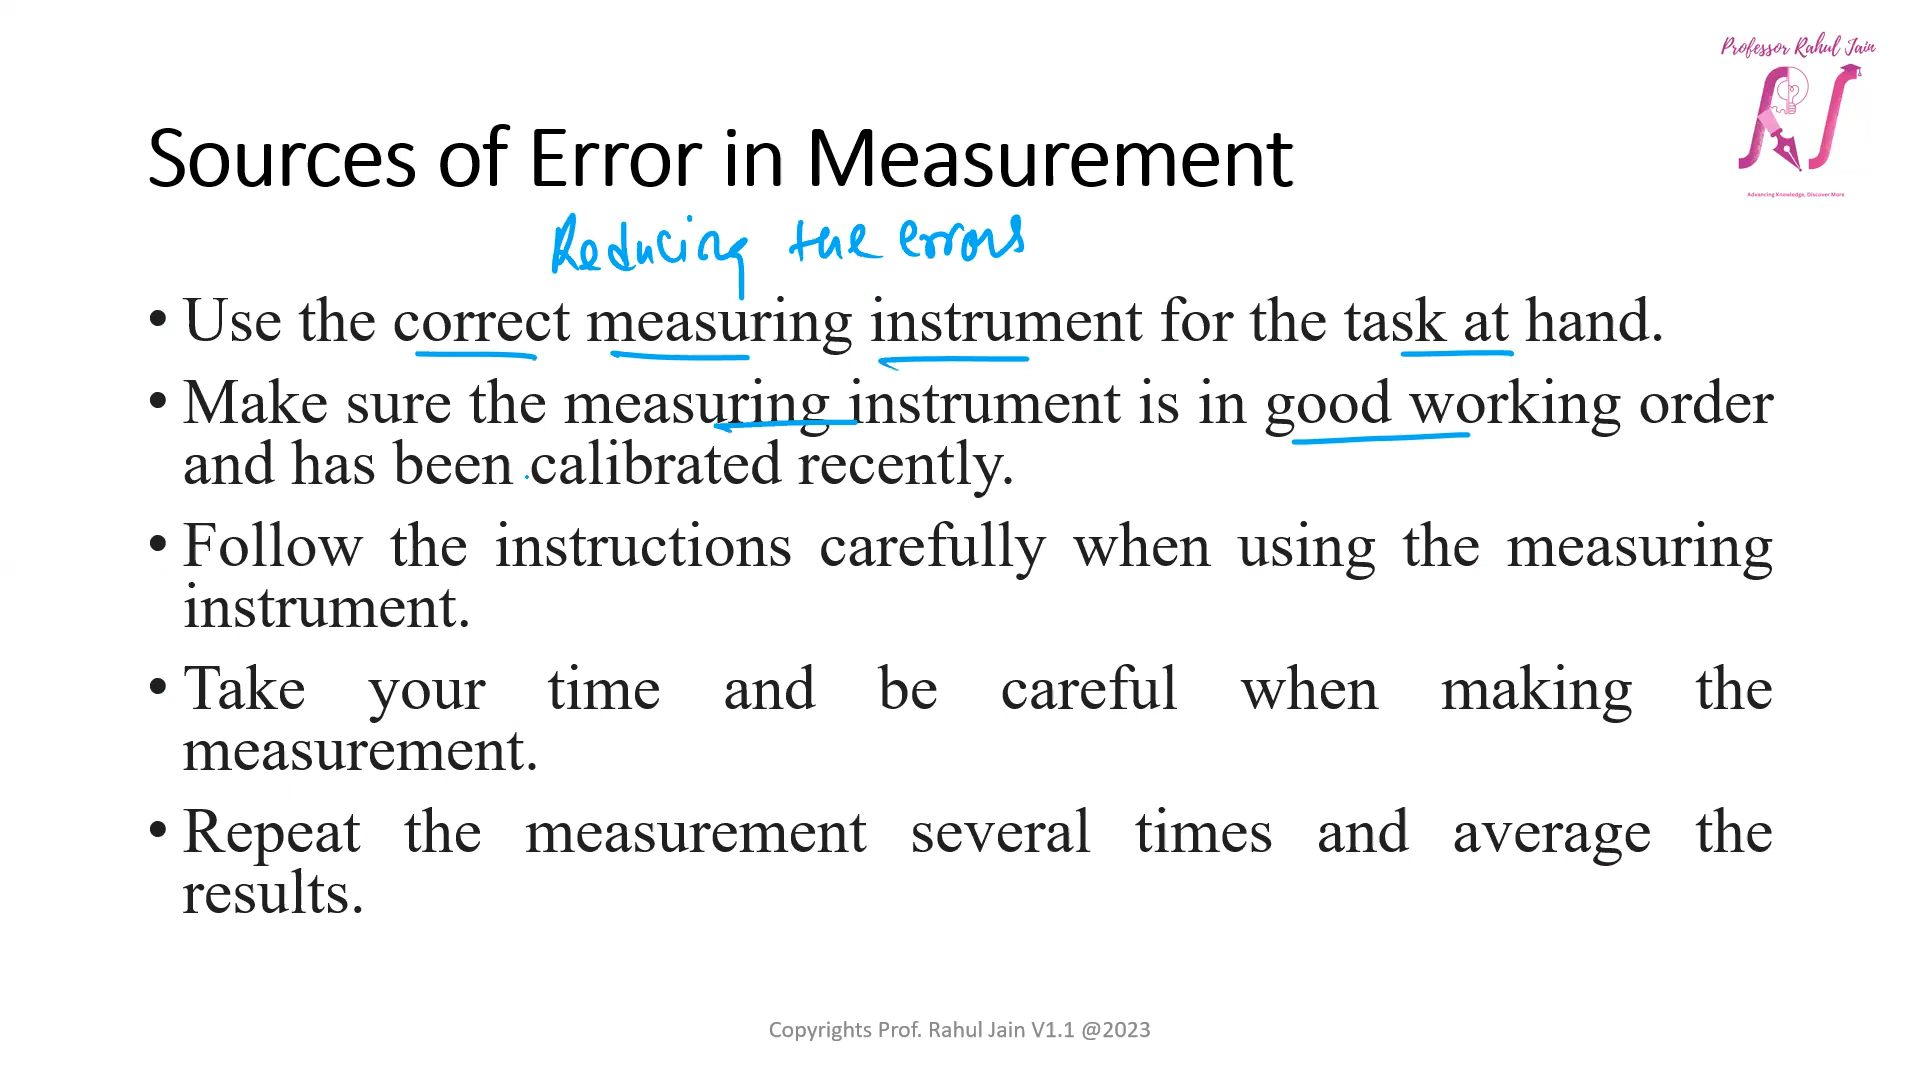 Professor Rahul Jain
Advancing Knowledge, Discover More
Sources of Error in Measurement
Reducing the errors
• Use the correct measuring instrument for the task at hand.
• Make sure the measuring instrument is in good working order
and has been calibrated recently.
• Follow the instructions carefully when using the measuring
instrument.
• Take your time and be careful when making the
measurement.
• Repeat the measurement several times and average the
results.
Copyrights Prof. Rahul Jain V1.1 @2023